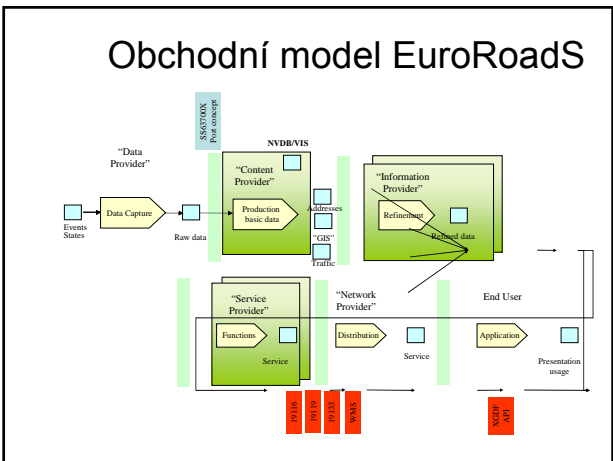 Obchodní model EuroRoadS
SS63700X
Port concept
NVDB/VIS
“Data
Provider”
“Content
Provider”
“Information
Provider”
Events
States
Data Capture
Raw data
Production
basic data
Addresses
"GIS"
Traffic
Refinement
Refined data
“Service
Provider”
“Network
Provider”
End User
Functions
Service
Distribution
Service
Application
Presentation
usage
19116
19119
19133
WMS
XGDF
API